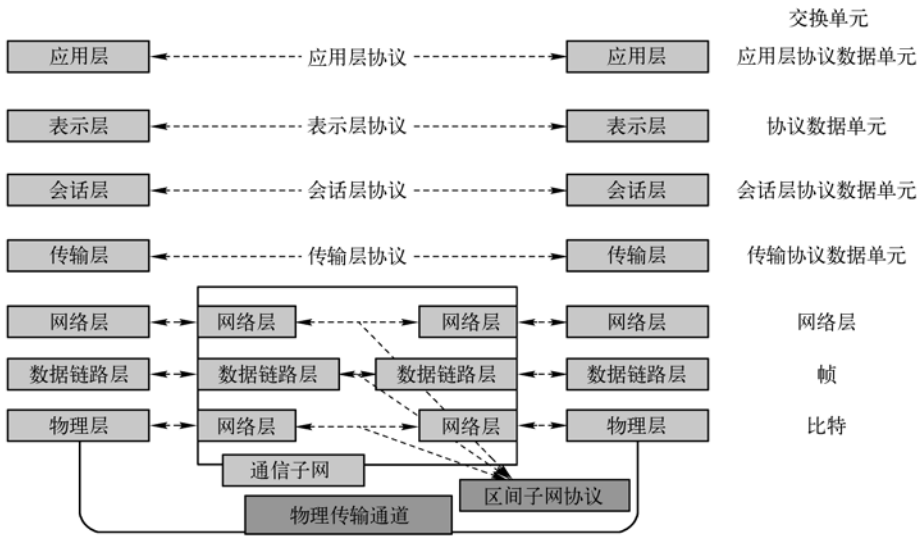 交换单元
应用层 应用层协议 应用层 应用层协议数据单元
表示层 表示层协议 表示层 协议数据单元
会话层 会话层协议 会话层 会话层协议数据单元
传输层 传输层协议 传输层 传输协议数据单元
网络层 网络层 网络层 网络层 网络层
数据链路层 数据链路层 数据链路层 数据链路层 帧
物理层 网络层 网络层 物理层 比特
通信子网
区间子网协议
物理传输通道